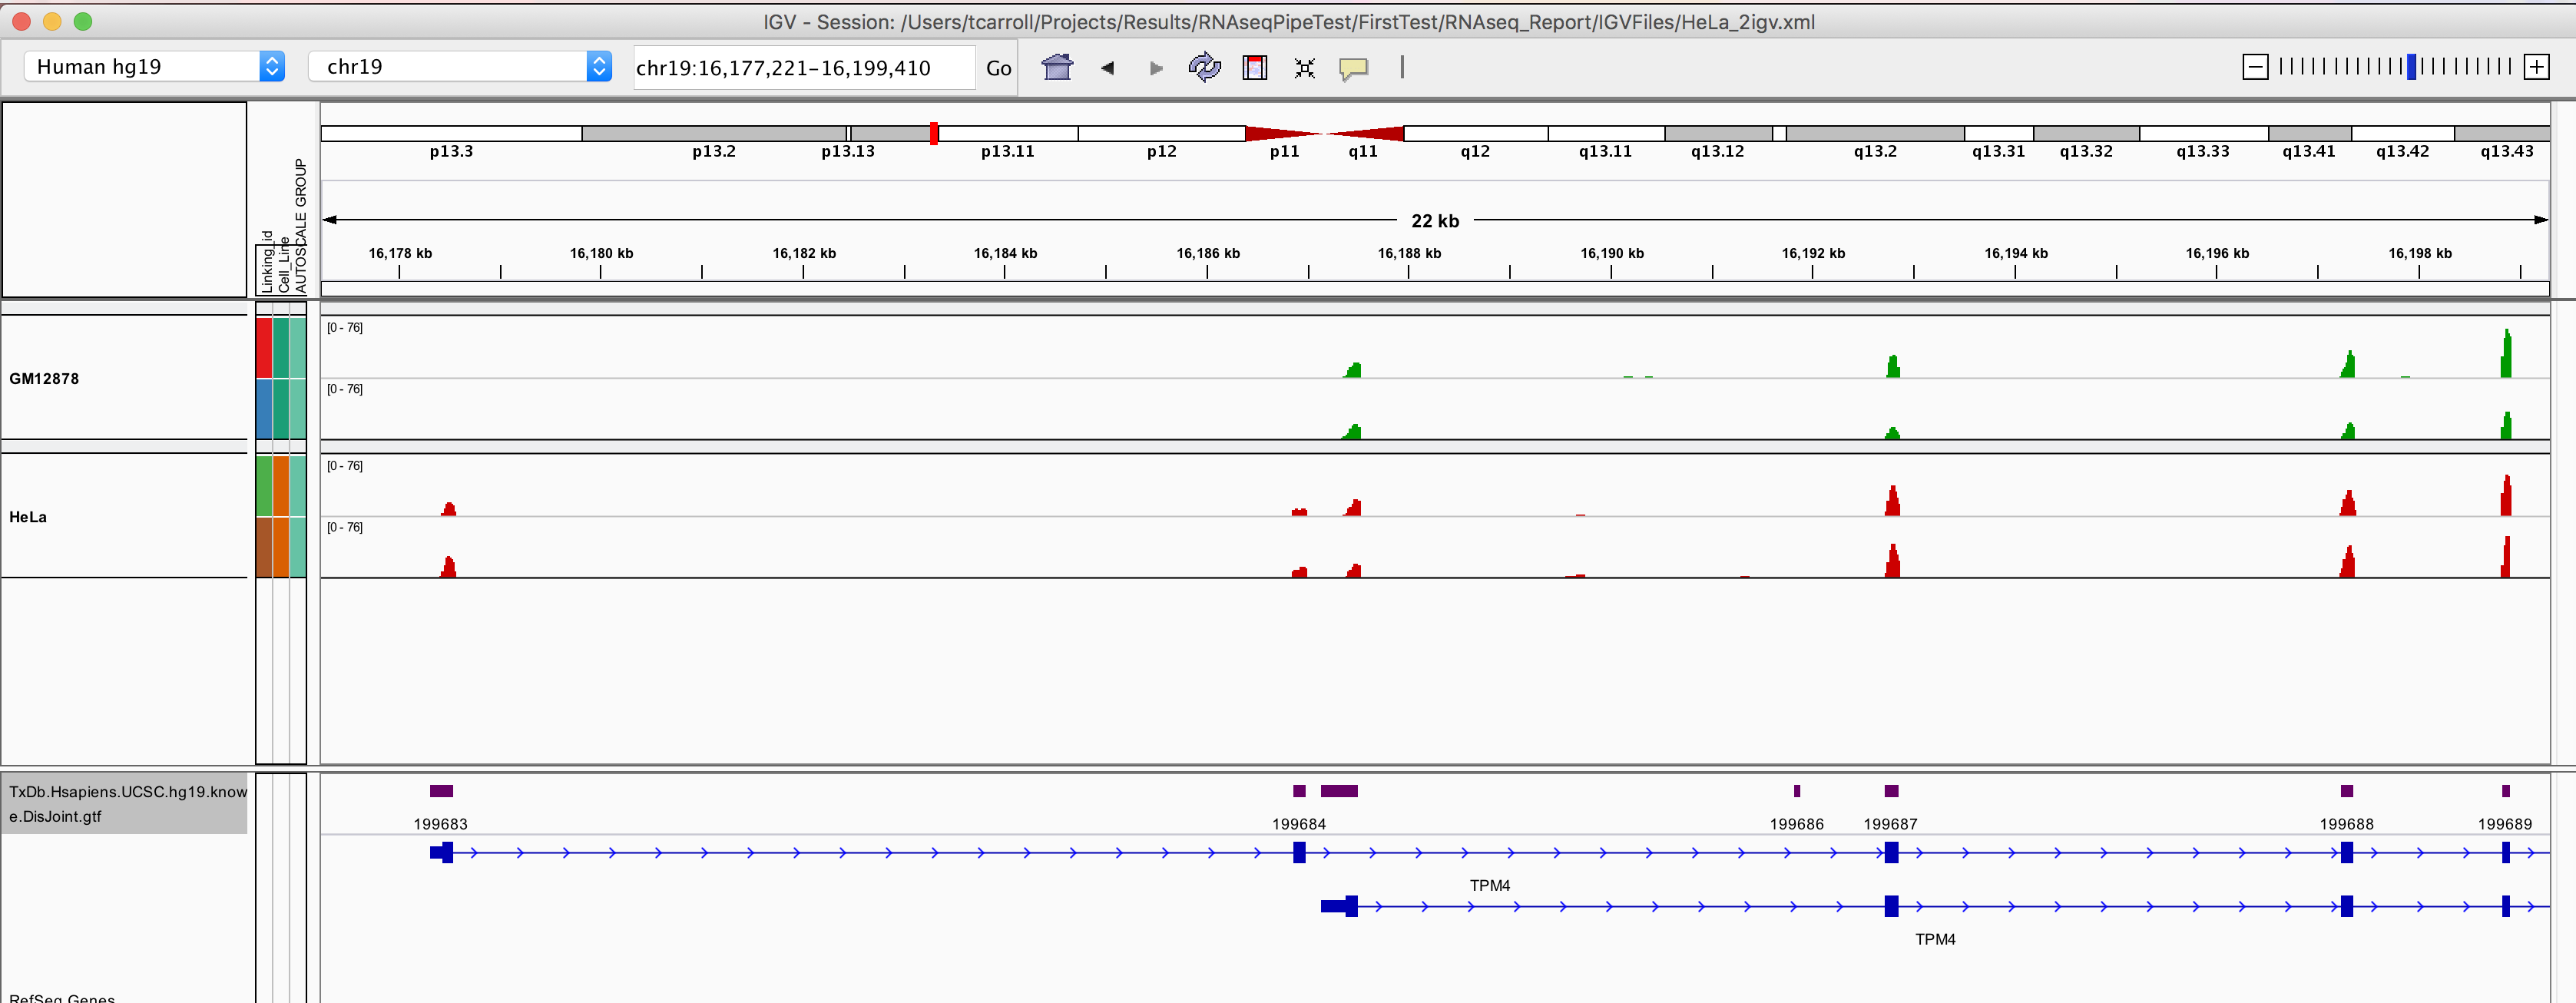 IGV - Session: /Users/tcarroll/Projects/Results/RNAseqPipeTest/FirstTest/RNAseq_Report/IGVFiles/HeLa_2igv.xml
Human hg19 chr19 chr19:16,177,221-16,199,410 Go
p13.3 p13.2 p13.13 p13.11 p12 p11 q11 q12 q13.11 q13.12 q13.2 q13.31 q13.32 q13.33 q13.41 q13.42 q13.43
Linking_id
Cell_Line
AUTOSCALE GROUP
22 kb
16,178 kb 16,180 kb 16,182 kb 16,184 kb 16,186 kb 16,188 kb 16,190 kb 16,192 kb 16,194 kb 16,196 kb 16,198 kb
[0 - 76]
GM12878
[0 - 76]
[0 - 76]
HeLa
[0 - 76]
TxDb.Hsapiens.UCSC.hg19.know
e.DisJoint.gtf
199683 199684 199686 199687 199688 199689
TPM4
TPM4
RefSeq Genes